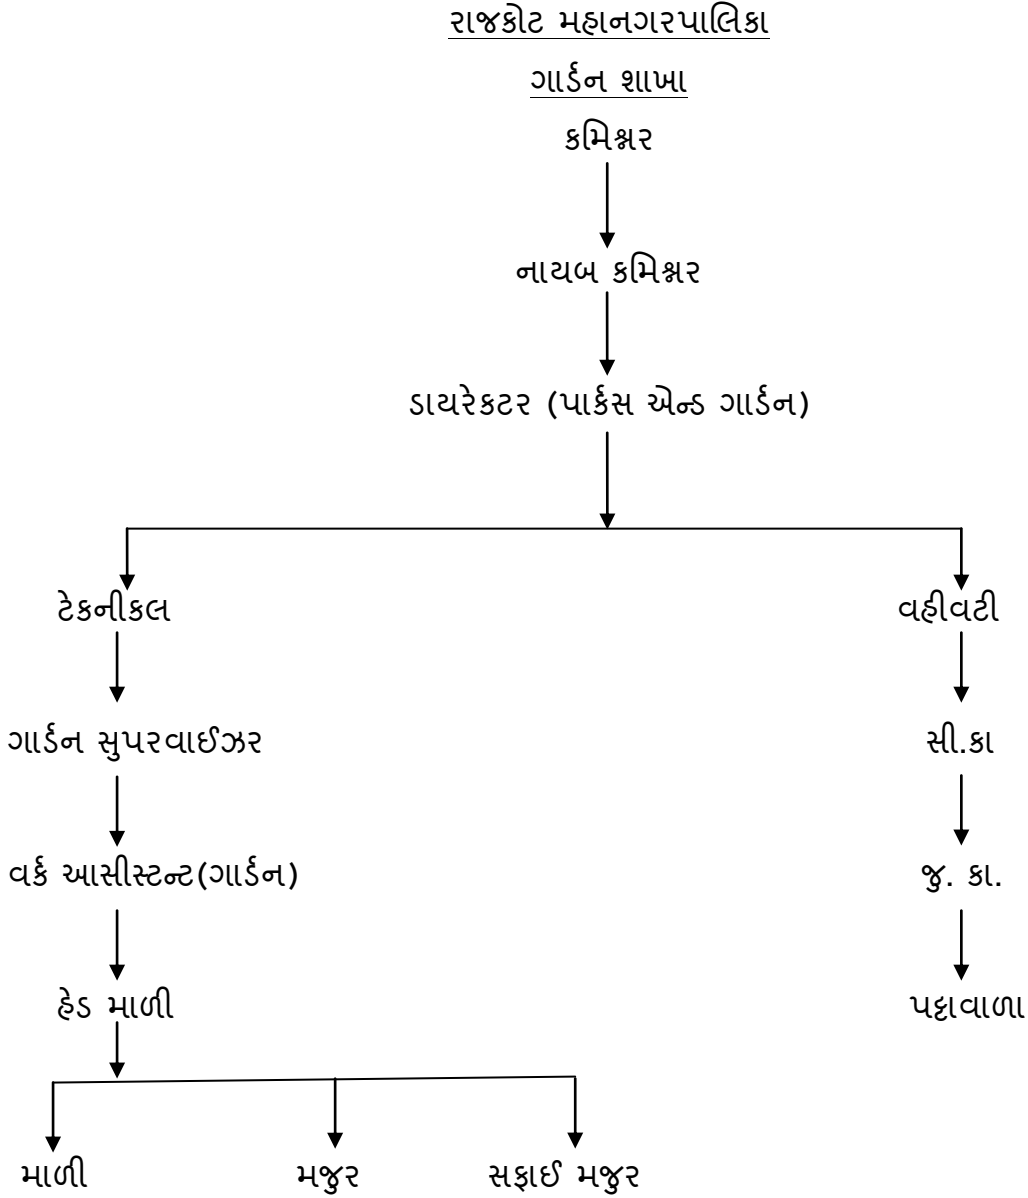 રાજકોટ મહાનગરપાલિકા
ગાર્ડન શાખા
કમિશ્નર
નાયબ કમિશ્નર
ડાયરેકટર (પાર્કસ એન્ડ ગાર્ડન)
ટેકનીકલ
વહીવટી
ગાર્ડન સુપરવાઈઝર
સી.કા
વર્ક આસીસ્ટન્ટ(ગાર્ડન)
જુ. કા.
હેડ માળી
પટ્ટાવાળા
માળી
મજુર
સફાઈ મજુર